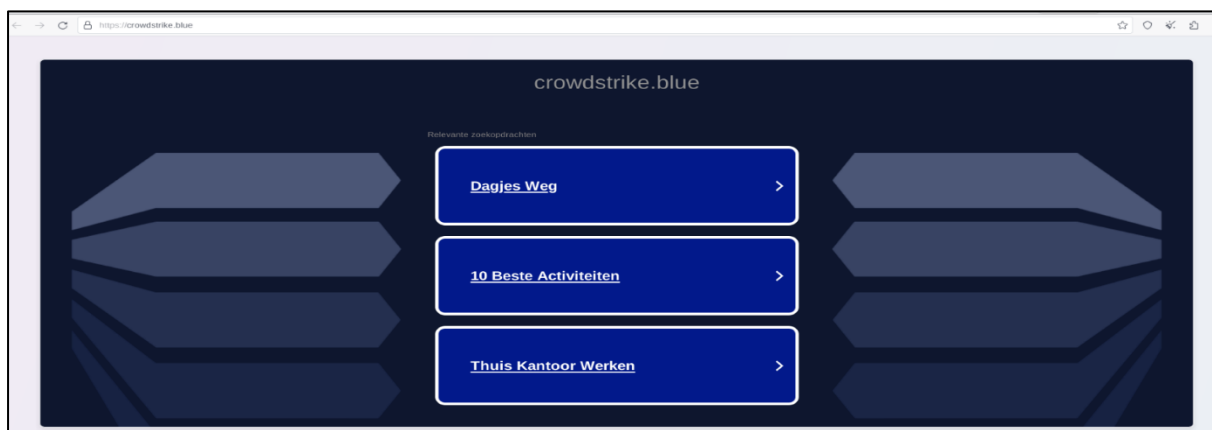 https://crowdstrike.blue
crowdstrike.blue
Relevante zoekopdrachten
Dagjes Weg
10 Beste Activiteiten
Thuis Kantoor Werken